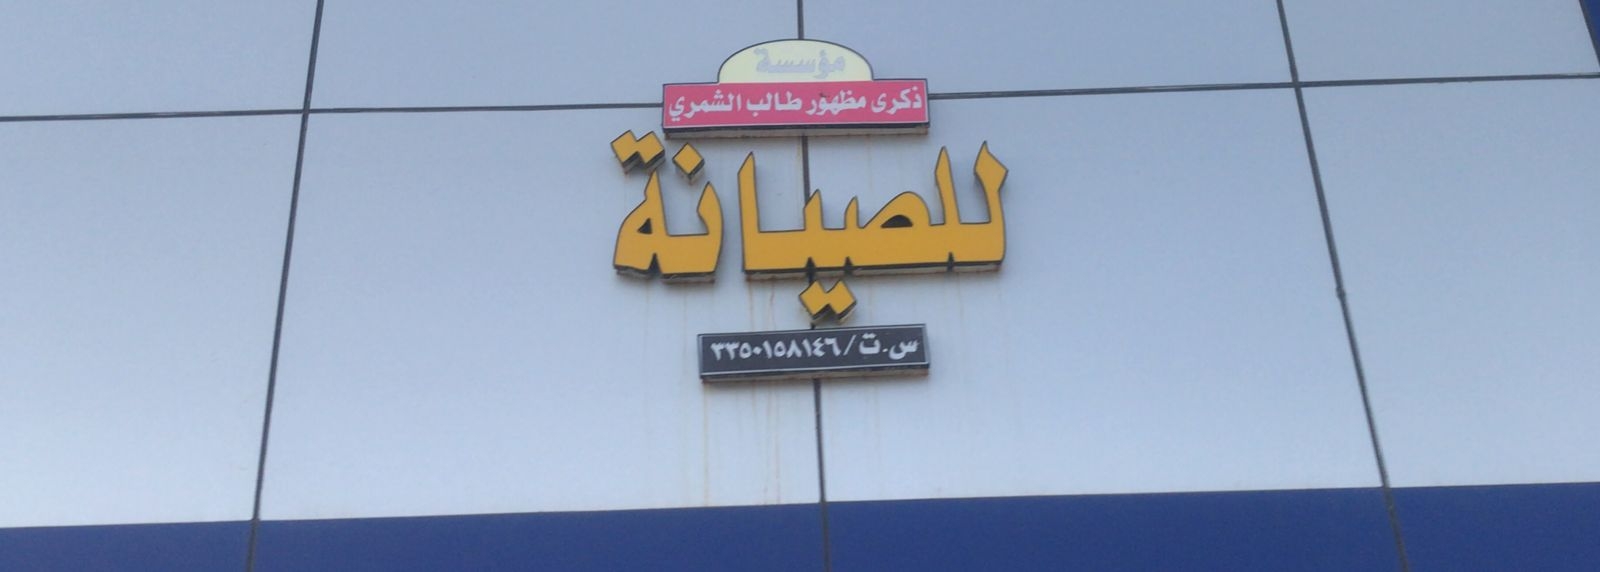 مؤسسة
ذكرى مظهور طالب الشمري
للصيانة
س.ت/٣٣٥٠١٥٨١٤٦